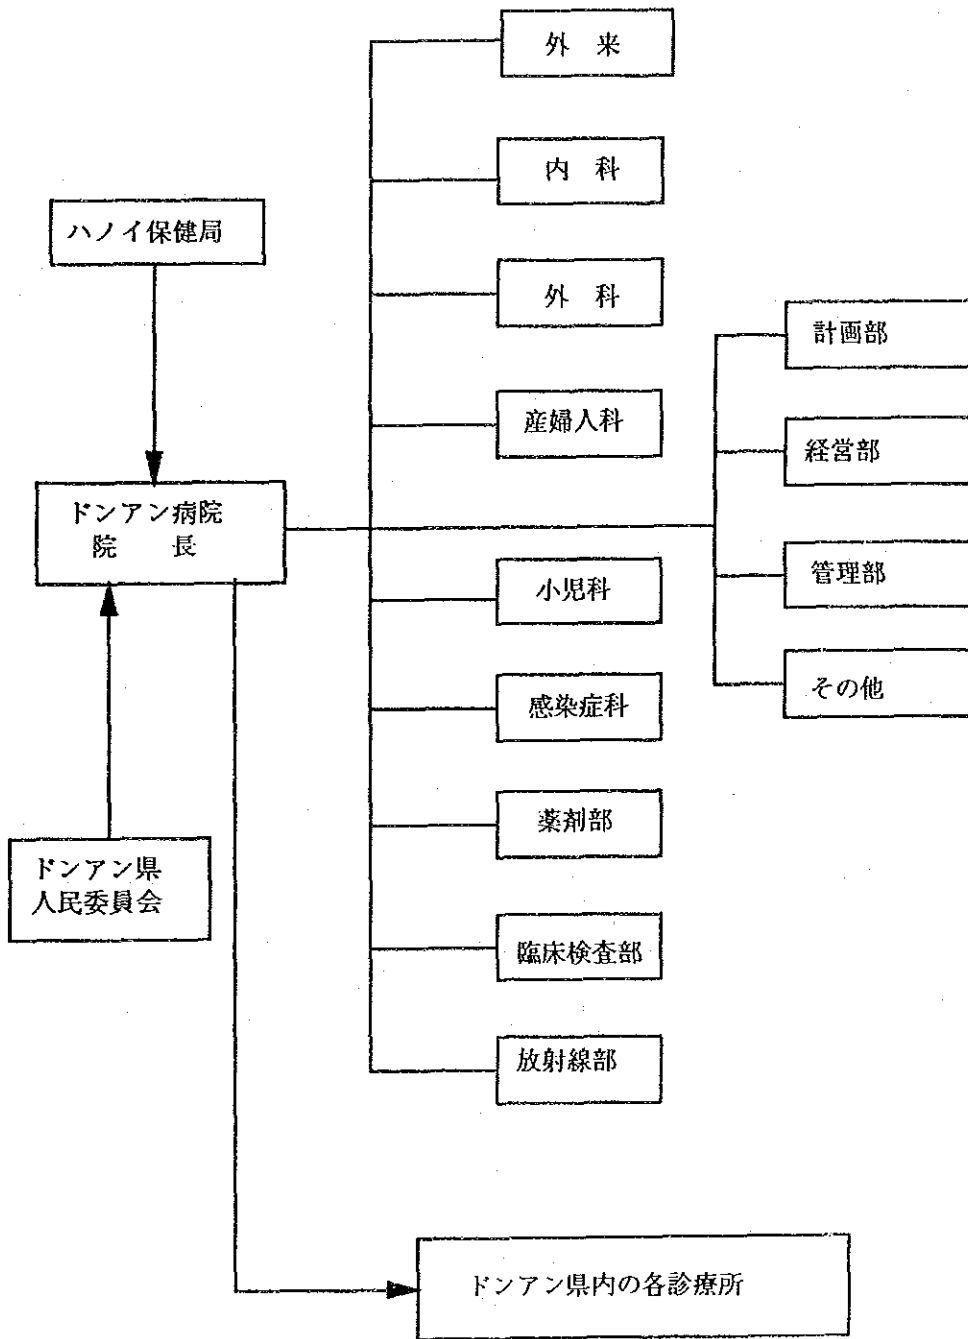 外 来
内 科
ハノイ保健局
外 科
計画部
産婦人科
経営部
ドンアン病院
院 長
小児科
管理部
感染症科
その他
薬剤部
ドンアン県
人民委員会
臨床検査部
放射線部
ドンアン県内の各診療所